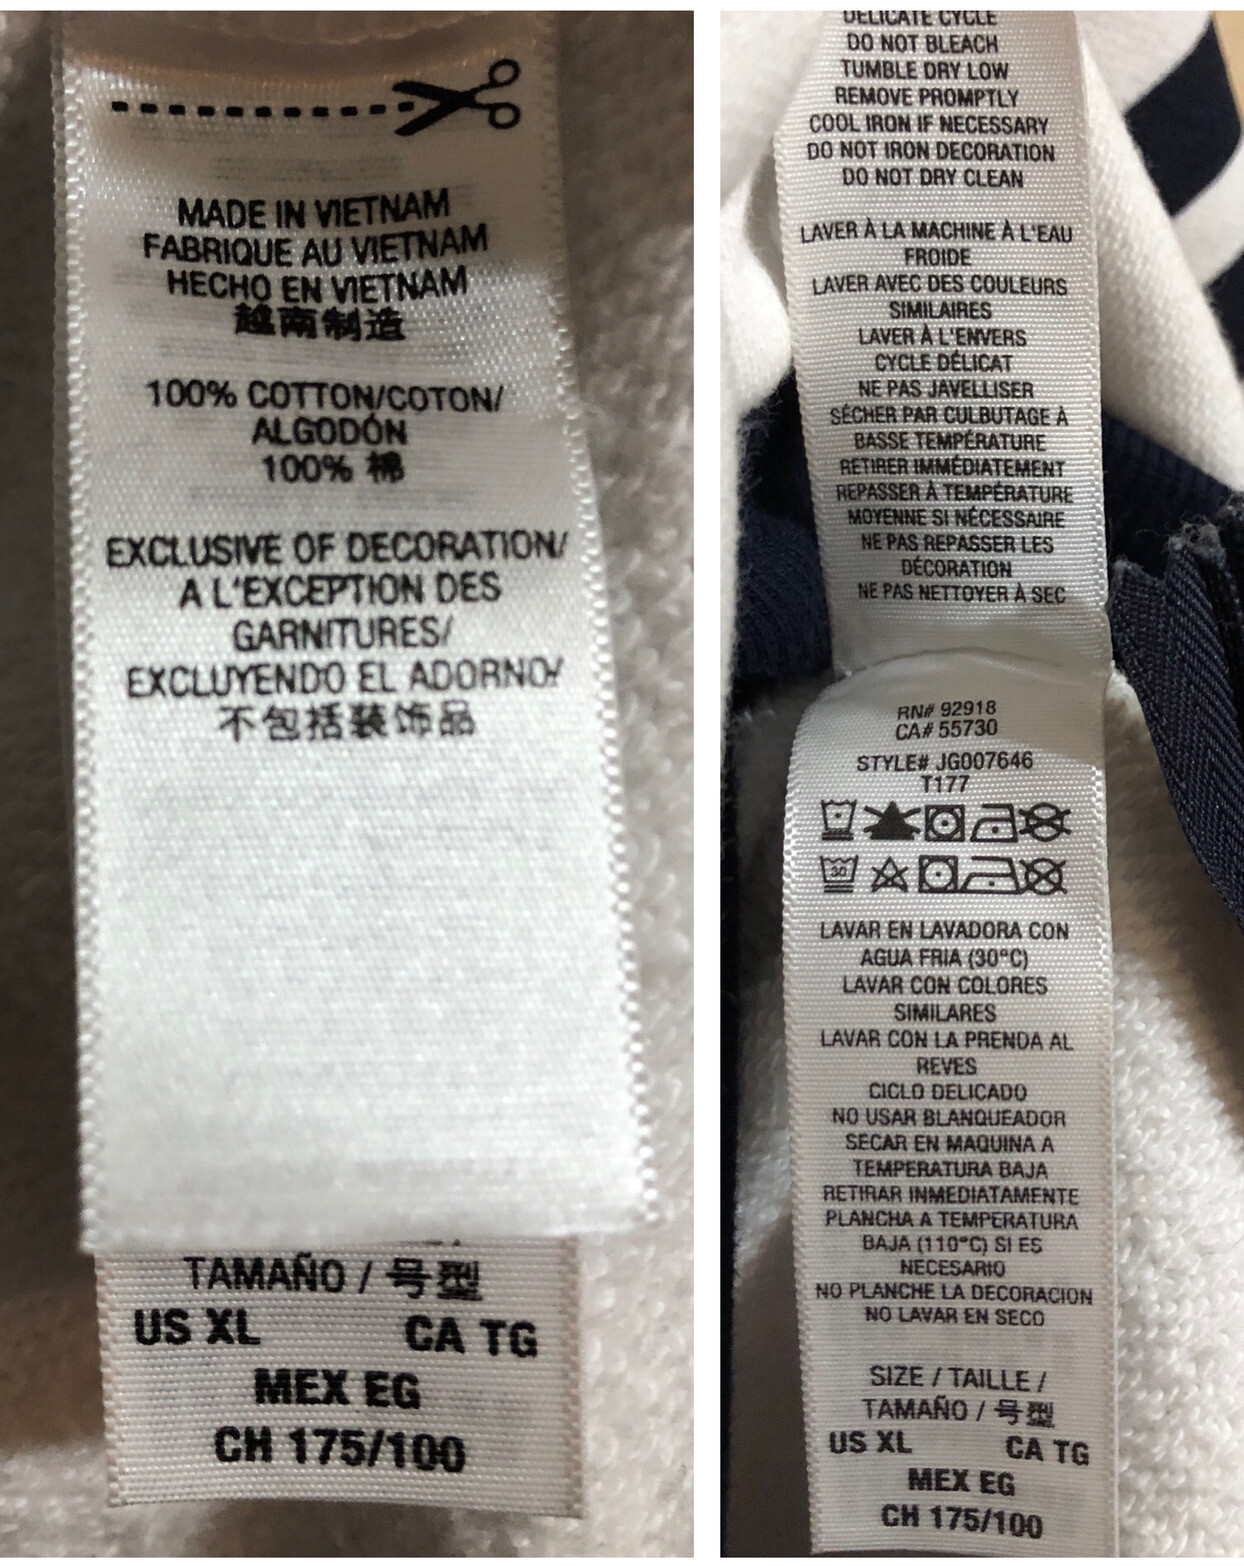 MADE IN VIETNAM
FABRIQUE AU VIETNAM
HECHO EN VIETNAM
越南制造
100% COTTON/COTON/
ALGODÓN
100% 棉
EXCLUSIVE OF DECORATION/
A L'EXCEPTION DES
GARNITURES/
EXCLUYENDO EL ADORNO/
不包括装饰品
TAMAÑO / 号型
US XL CA TG
MEX EG
CH 175/100
DELICATE CYCLE
DO NOT BLEACH
TUMBLE DRY LOW
REMOVE PROMPTLY
COOL IRON IF NECESSARY
DO NOT IRON DECORATION
DO NOT DRY CLEAN
LAVER À LA MACHINE À L'EAU
FROIDE
LAVER AVEC DES COULEURS
SIMILAIRES
LAVER À L'ENVERS
CYCLE DÉLICAT
NE PAS JAVELLISER
SÉCHER PAR CULBUTAGE À
BASSE TEMPÉRATURE
RETIRER IMMÉDIATEMENT
REPASSER À TEMPÉRATURE
MOYENNE SI NÉCESSAIRE
NE PAS REPASSER LES
DÉCORATION
NE PAS NETTOYER À SEC
RN# 92918
CA# 55730
STYLE# JG007646
T177
30
LAVAR EN LAVADORA CON
AGUA FRIA (30°C)
LAVAR CON COLORES
SIMILARES
LAVAR CON LA PRENDA AL
REVES
CICLO DELICADO
NO USAR BLANQUEADOR
SECAR EN MAQUINA A
TEMPERATURA BAJA
RETIRAR INMEDIATAMENTE
PLANCHA A TEMPERATURA
BAJA (110°C) SI ES
NECESARIO
NO PLANCHE LA DECORACION
NO LAVAR EN SECO
SIZE / TAILLE /
TAMAÑO / 号型
US XL CA TG
MEX EG
CH 175/100